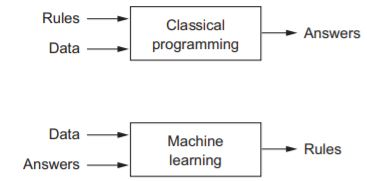 Rules
Data
Classical
programming
Answers
Data
Answers
Machine
learning
Rules